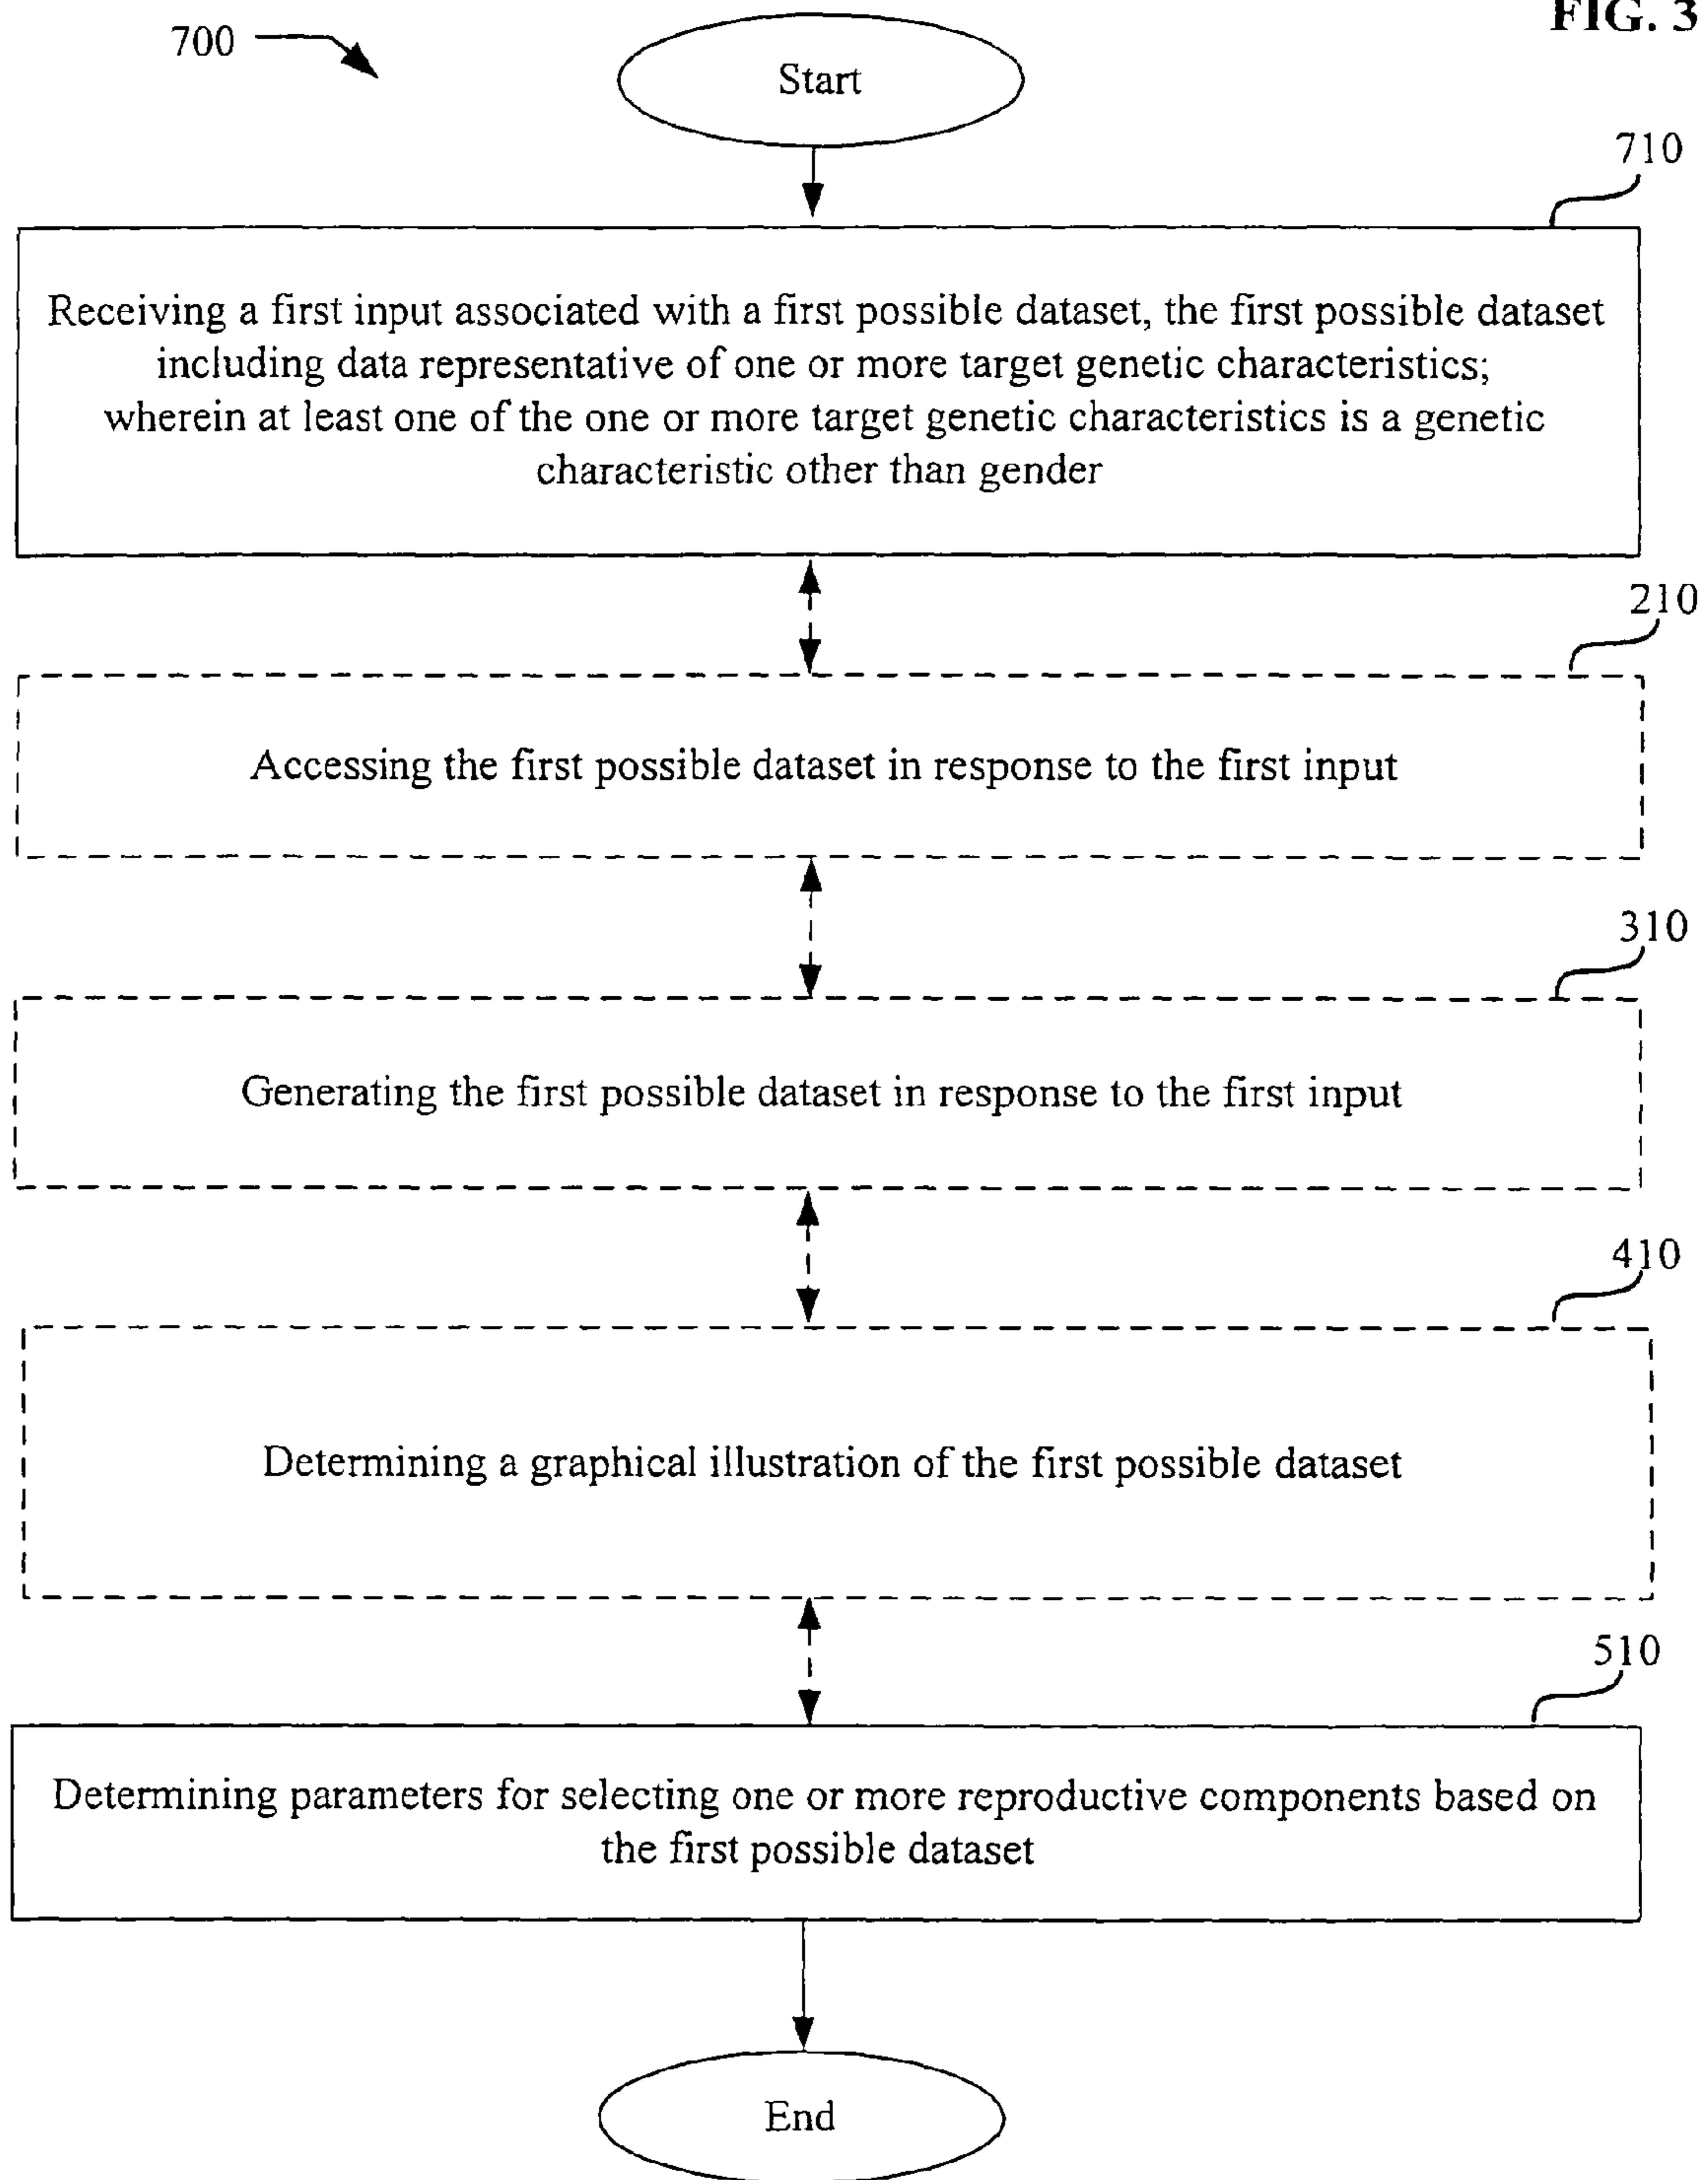 FIG. 3
700
Start
710
Receiving a first input associated with a first possible dataset, the first possible dataset
including data representative of one or more target genetic characteristics;
wherein at least one of the one or more target genetic characteristics is a genetic
characteristic other than gender
210
Accessing the first possible dataset in response to the first input
310
Generating the first possible dataset in response to the first input
410
Determining a graphical illustration of the first possible dataset
510
Determining parameters for selecting one or more reproductive components based on
the first possible dataset
End